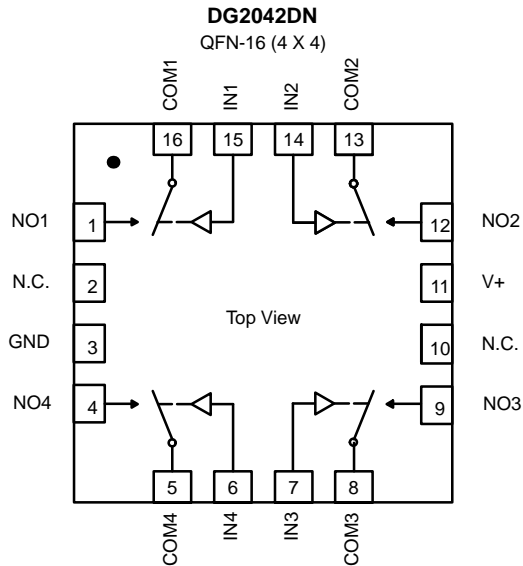 DG2042DN
QFN-16 (4 X 4)
COM1
IN1
IN2
COM2
16
15
14
13
NO1
1
12
NO2
N.C.
2
11
V+
Top View
GND
3
10
N.C.
NO4
4
9
NO3
5
6
7
8
COM4
IN4
IN3
COM3